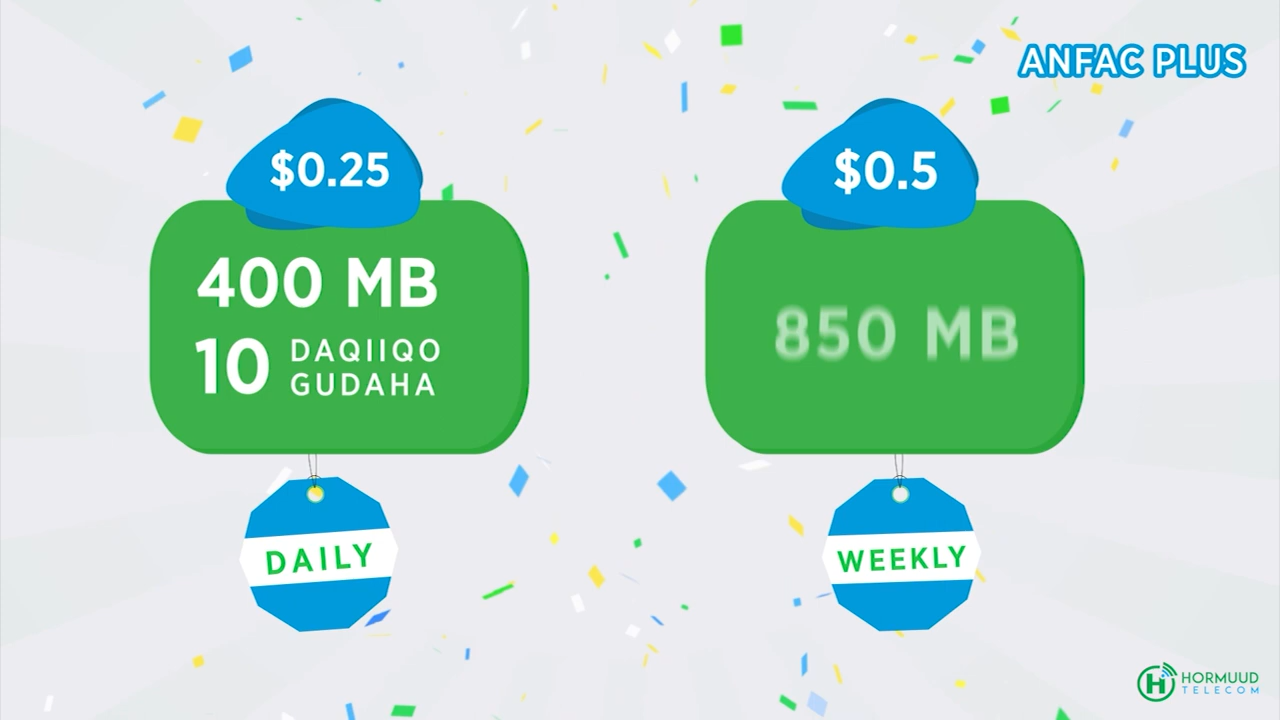 ANFAC PLUS
$0.25
400 MB
10 DAQIIQO
GUDAHA
DAILY
$0.5
850 MB
WEEKLY
HORMUUD
TELECOM